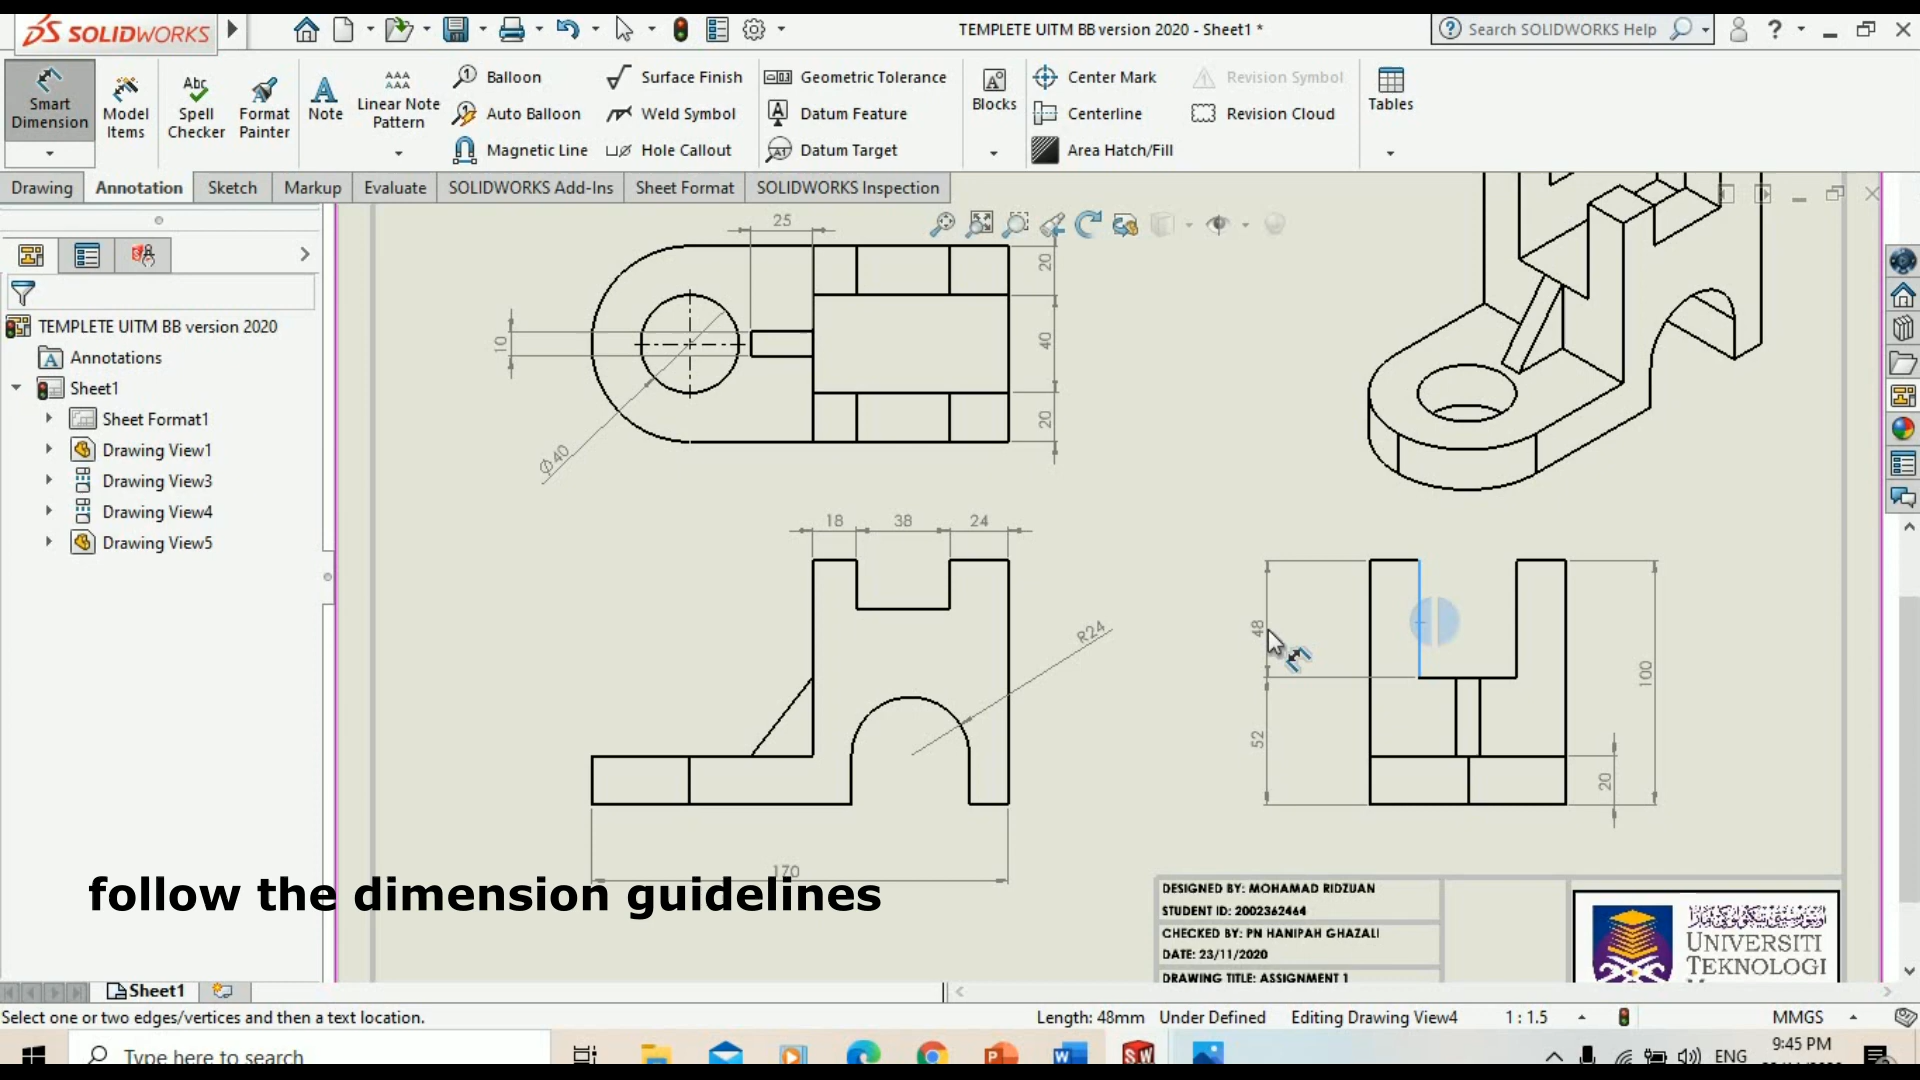 SOLIDWORKS
TEMPLETE UITM BB version 2020 - Sheet1 *
Search SOLIDWORKS Help
?
Smart Dimension
Model Items
Abc
Spell Checker
Format Painter
A
Note
AAA
AAA
Linear Note Pattern
Balloon
Auto Balloon
Magnetic Line
Surface Finish
Weld Symbol
Hole Callout
Geometric Tolerance
Datum Feature
Datum Target
Blocks
Center Mark
Centerline
Area Hatch/Fill
Revision Symbol
Revision Cloud
Tables
Drawing
Annotation
Sketch
Markup
Evaluate
SOLIDWORKS Add-Ins
Sheet Format
SOLIDWORKS Inspection
TEMPLETE UITM BB version 2020
Annotations
Sheet1
Sheet Format1
Drawing View1
Drawing View3
Drawing View4
Drawing View5
25
20
40
20
10
Ø40
18
38
24
R24
170
48
52
100
20
follow the dimension guidelines
DESIGNED BY: MOHAMAD RIDZUAN
STUDENT ID: 2002362464
CHECKED BY: PN HANIPAH GHAZALI
DATE: 23/11/2020
DRAWING TITLE: ASSIGNMENT 1
UNIVERSITI
TEKNOLOGI
Sheet1
Select one or two edges/vertices and then a text location.
Length: 48mm
Under Defined
Editing Drawing View4
1 : 1.5
MMGS
Type here to search
ENG
9:45 PM